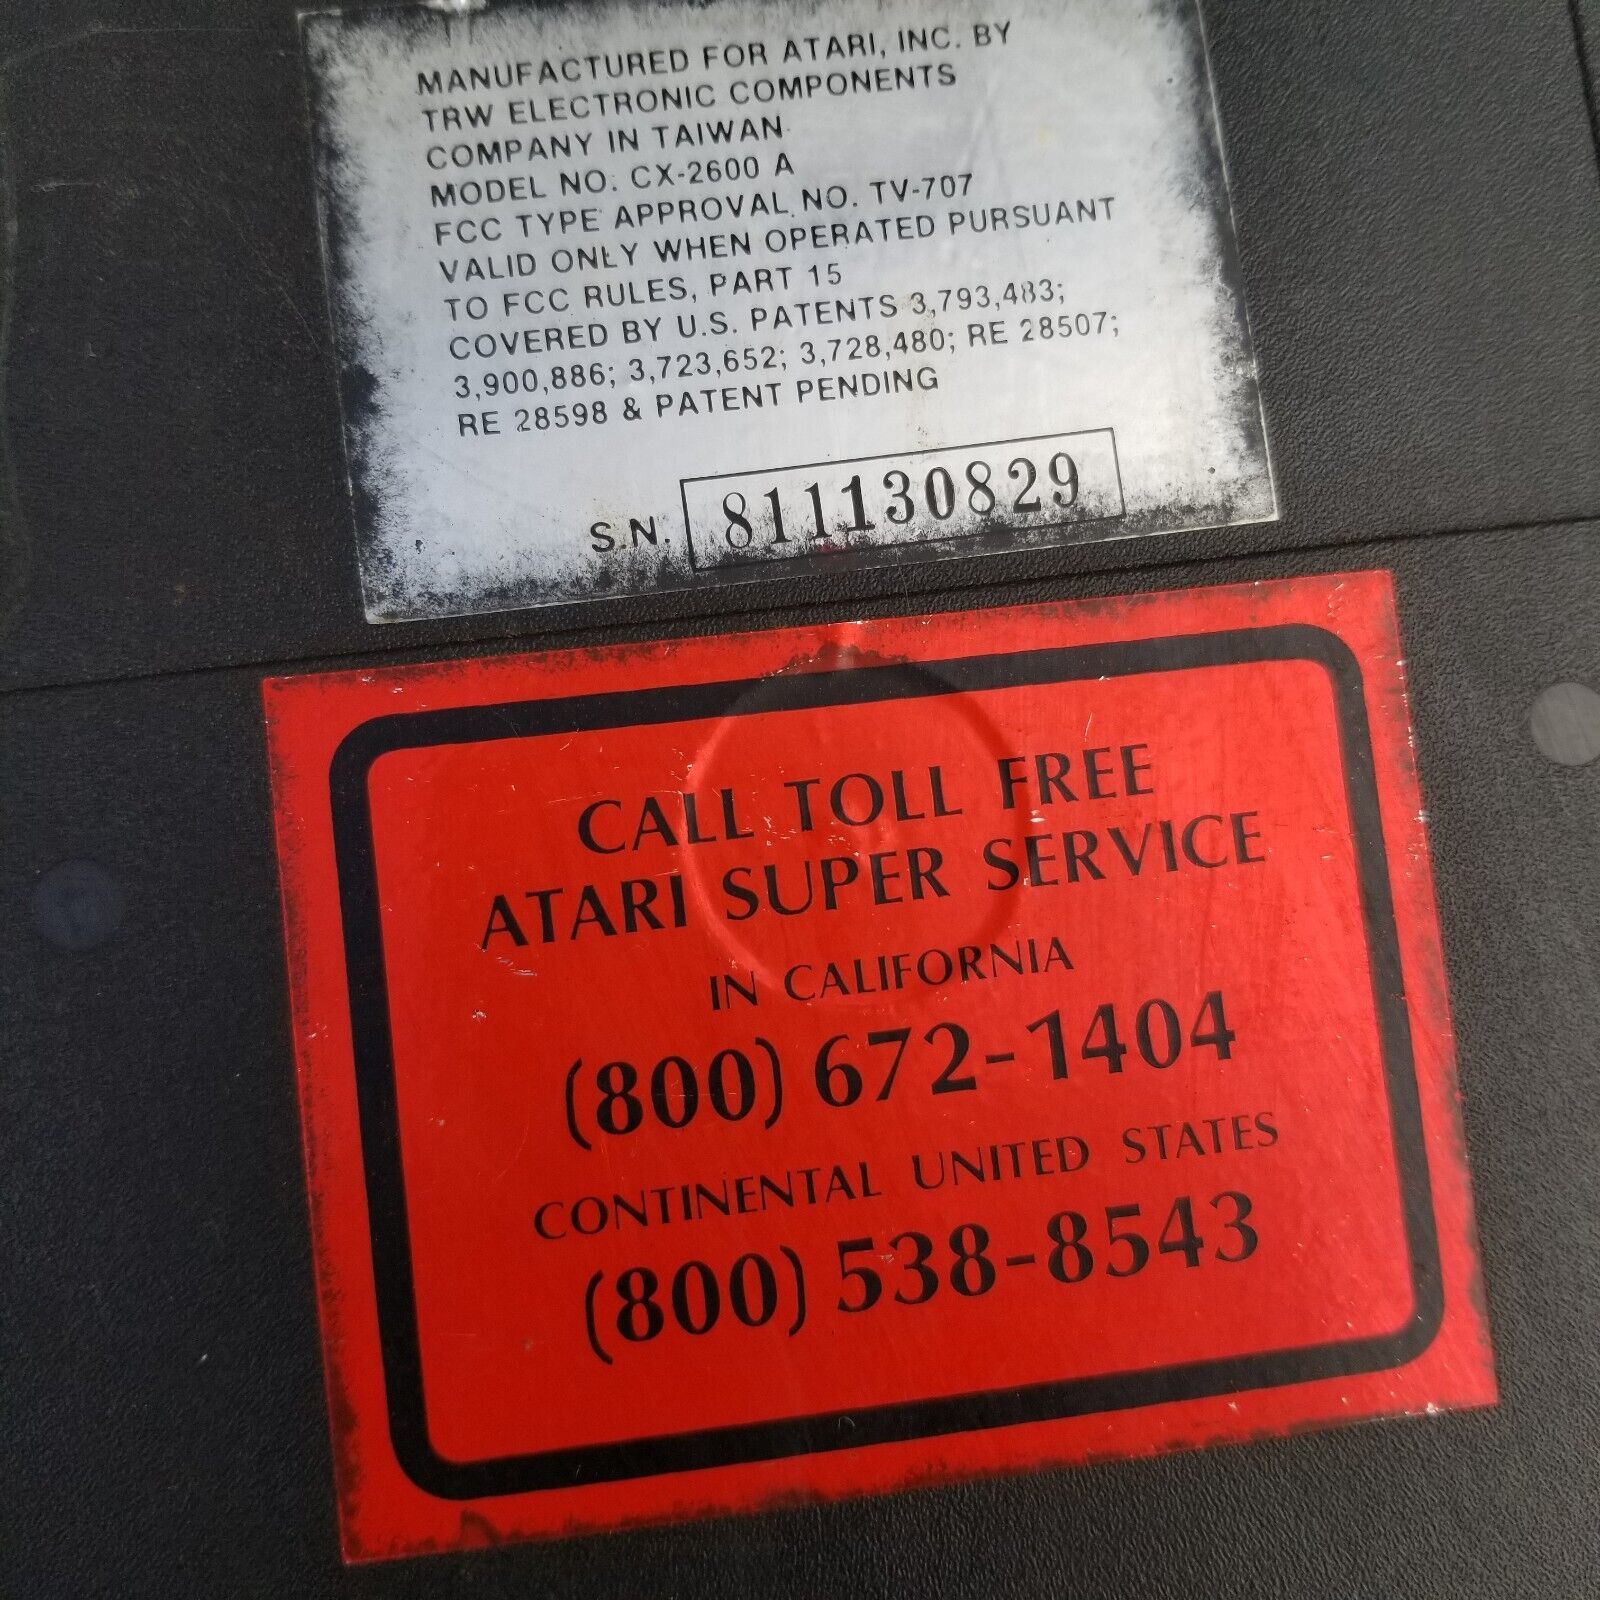 MANUFACTURED FOR ATARI, INC. BY
TRW ELECTRONIC COMPONENTS
COMPANY IN TAIWAN
MODEL NO: CX-2600 A
FCC TYPE APPROVAL NO. TV-707
VALID ONLY WHEN OPERATED PURSUANT
TO FCC RULES, PART 15
COVERED BY U.S. PATENTS 3,793,483;
3,900,886; 3,723,652; 3,728,480; RE 28507;
RE 28598 & PATENT PENDING
S.N. 811130829
CALL TOLL FREE
ATARI SUPER SERVICE
IN CALIFORNIA
(800) 672-1404
CONTINENTAL UNITED STATES
(800) 538-8543